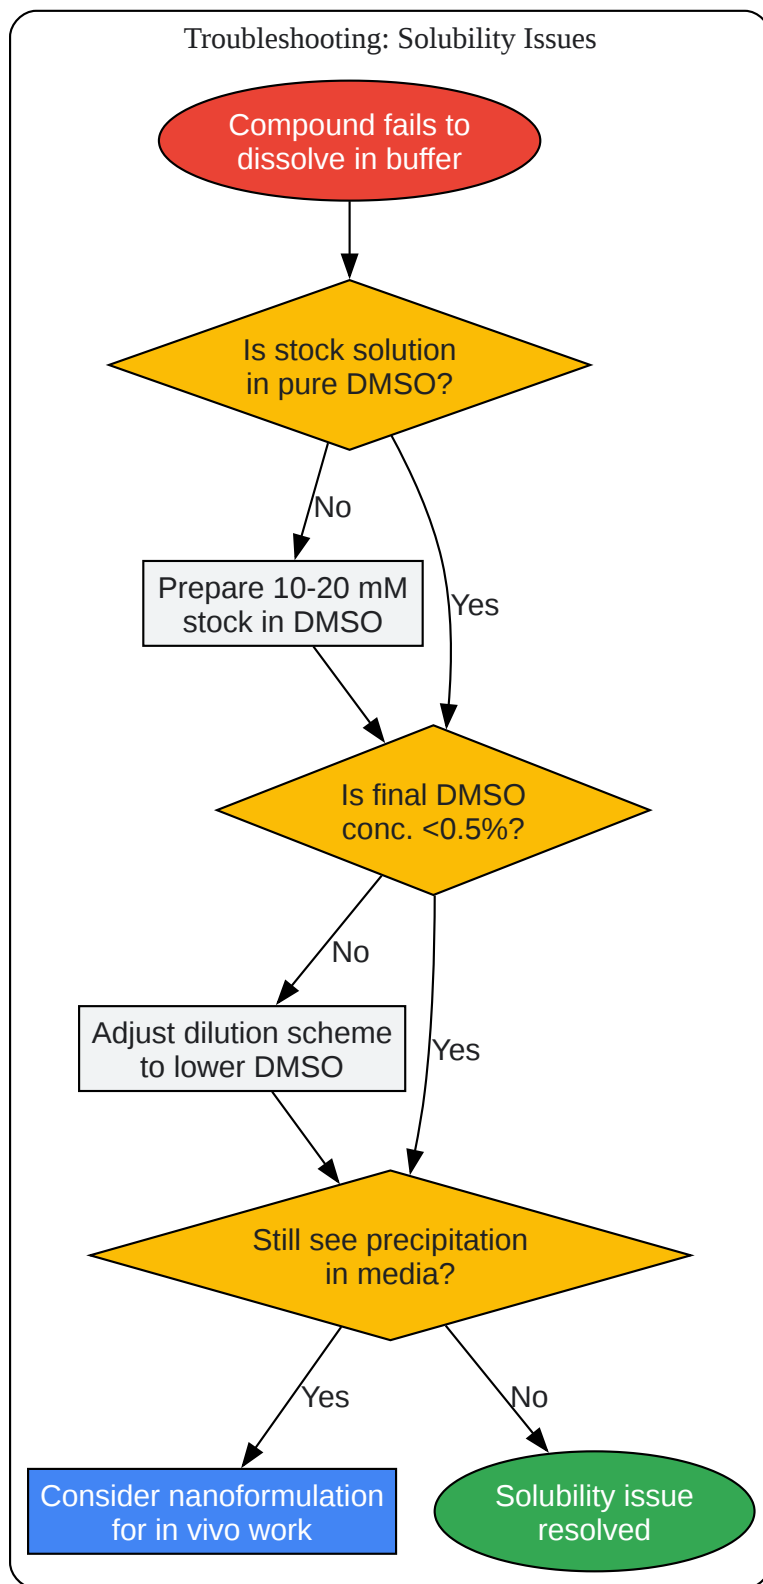 Troubleshooting: Solubility Issues
Compound fails to
dissolve in buffer
Is stock solution
in pure DMSO?
No
Prepare 10-20 mM
stock in DMSO
Yes
Is final DMSO
conc. <0.5%?
No
Adjust dilution scheme
to lower DMSO
Yes
Still see precipitation
in media?
Yes
No
Consider nanoformulation
for in vivo work
Solubility issue
resolved